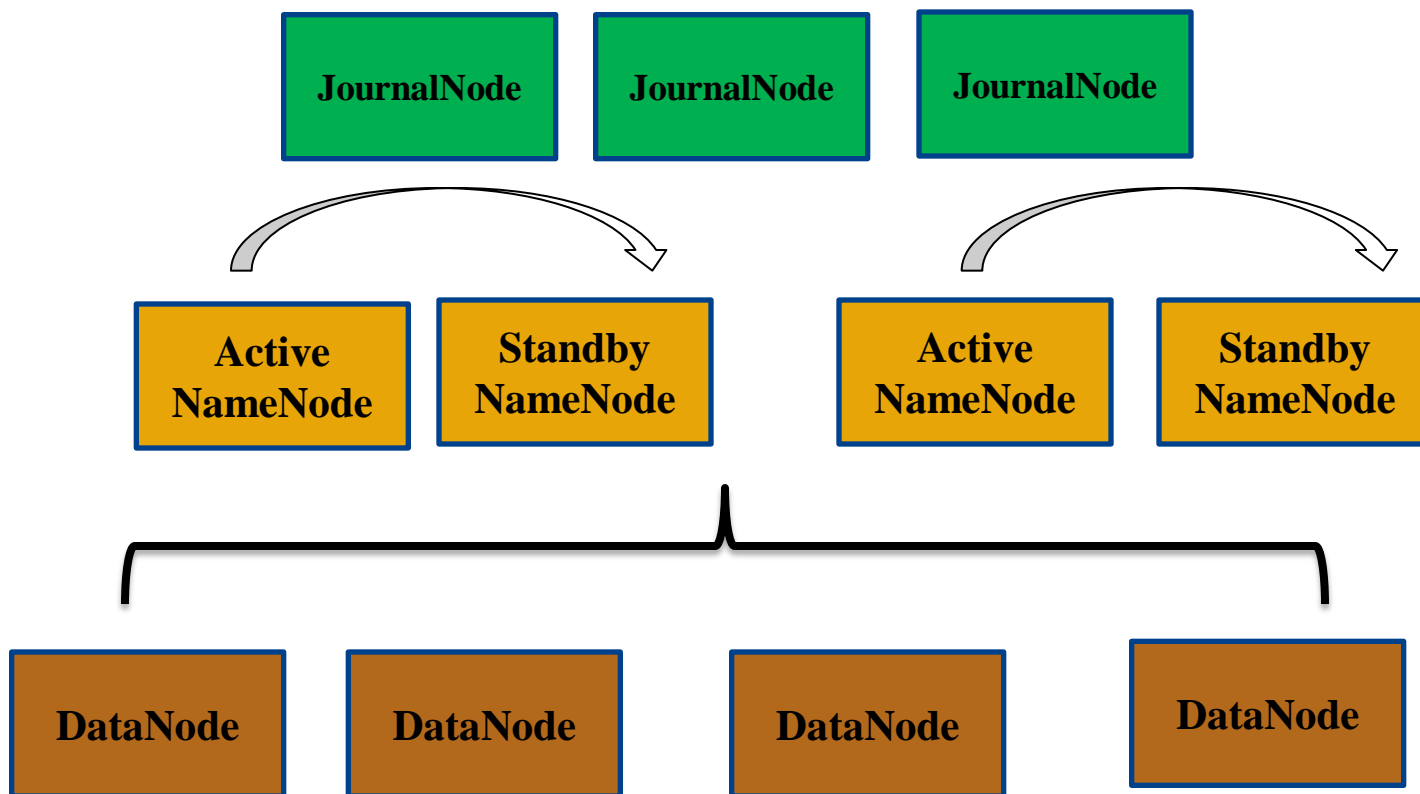 JournalNode
JournalNode
JournalNode
Active
NameNode
Standby
NameNode
Active
NameNode
Standby
NameNode
DataNode
DataNode
DataNode
DataNode